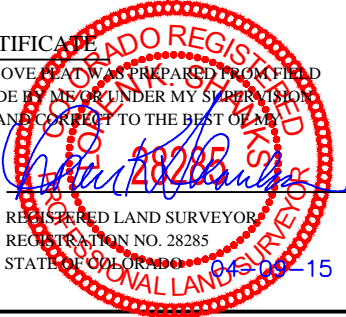 TIFICATE
OVE PLAT WAS PREPARED FROM FIELD
DE BY ME OR UNDER MY SUPERVISION
AND CORRECT TO THE BEST OF MY
RADO REGISTERED
28285
PROFESSIONAL LAND SURVEYOR
REGISTERED LAND SURVEYOR
REGISTRATION NO. 28285
STATE OF COLORADO
04-09-15